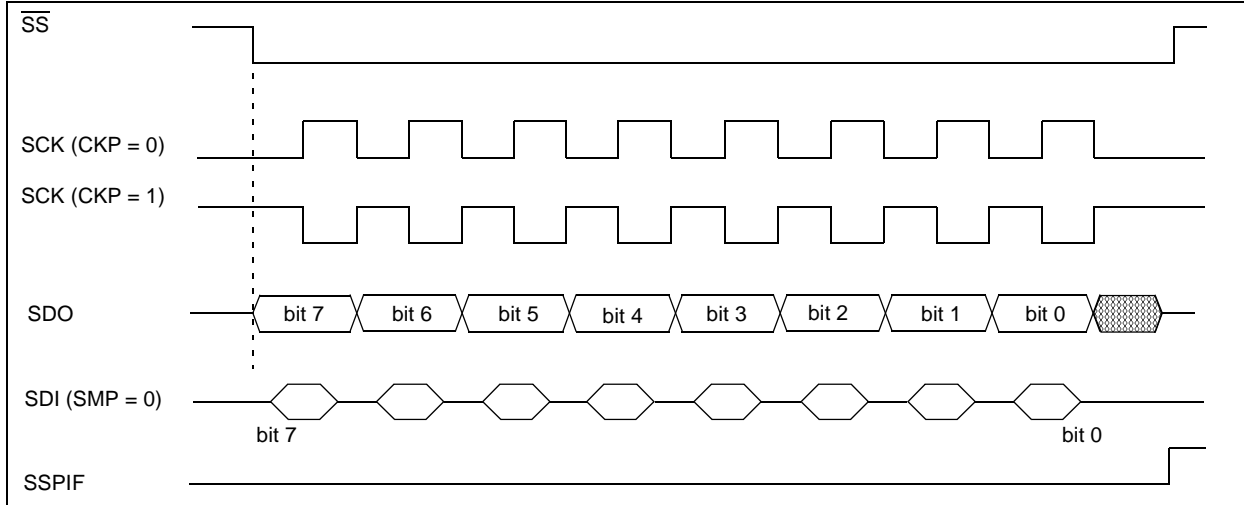 SS
SCK (CKP = 0)
SCK (CKP = 1)
SDO
bit 7 bit 6 bit 5 bit 4 bit 3 bit 2 bit 1 bit 0
SDI (SMP = 0)
bit 7 bit 0
SSPIF